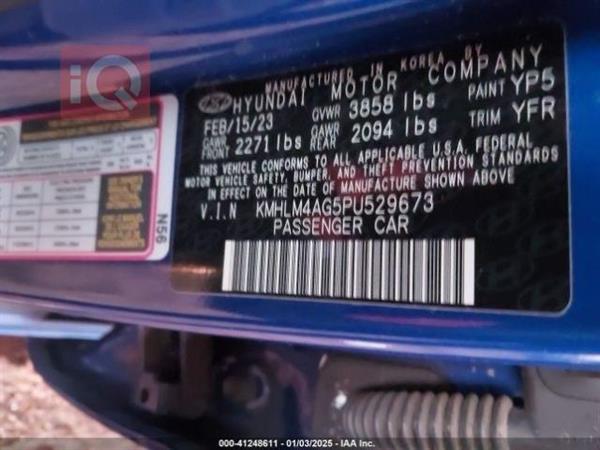 iQ
MANUFACTURED IN KOREA BY
HYUNDAI MOTOR COMPANY
FEB/15/23 GVWR 3858 lbs PAINT YP5
GAWR FRONT 2271 lbs GAWR REAR 2094 lbs TRIM YFR
THIS VEHICLE CONFORMS TO ALL APPLICABLE U.S.A. FEDERAL
MOTOR VEHICLE SAFETY, BUMPER, AND THEFT PREVENTION STANDARDS
IN EFFECT ON THE DATE OF MANUFACTURE SHOWN ABOVE
V.I.N KMHLM4AG5PU529673
PASSENGER CAR
N56
000-41248611 - 01/03/2025 - IAA Inc.